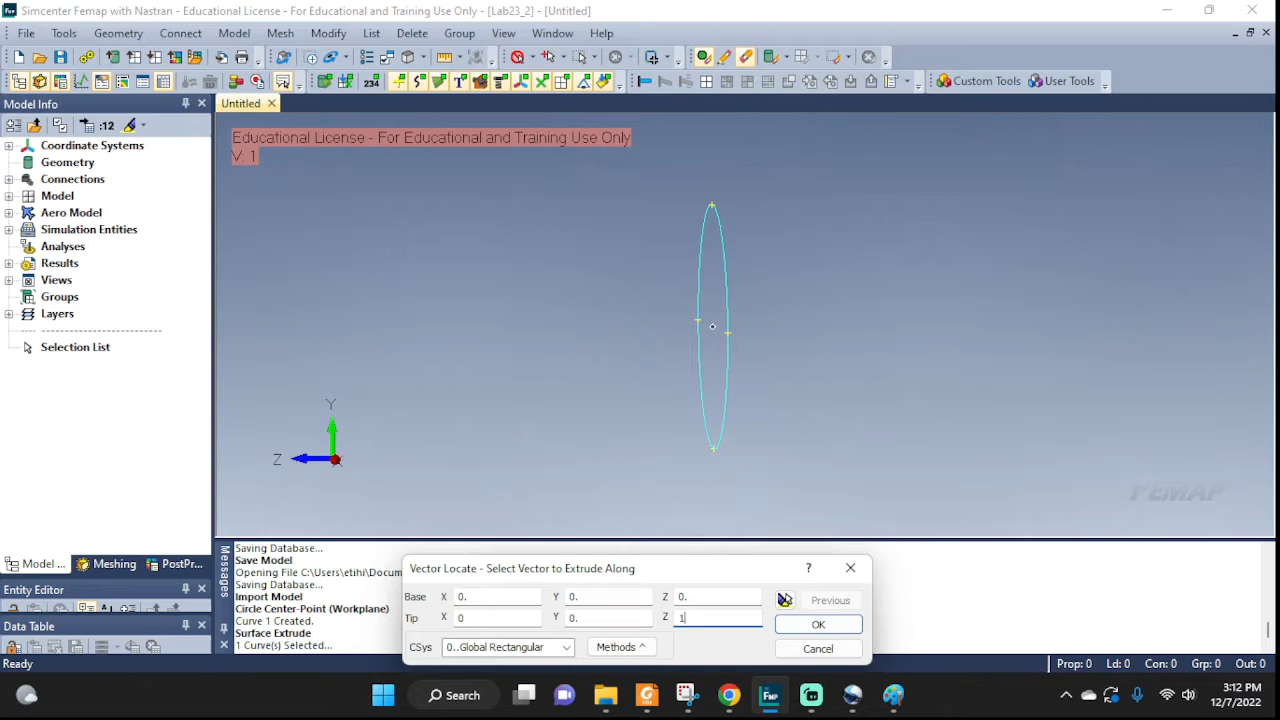 Simcenter Femap with Nastran - Educational License - For Educational and Training Use Only - [Lab23_2] - [Untitled]
File Tools Geometry Connect Model Mesh Modify List Delete Group View Window Help
234 Custom Tools User Tools
Model Info
Untitled
:12
Educational License - For Educational and Training Use Only
V: 1
Coordinate Systems
Geometry
Connections
Model
Aero Model
Simulation Entities
Analyses
Results
Views
Groups
Layers
Selection List
Y
Z
X
FEMAP
Model ... Meshing PostPr...
Entity Editor
Data Table
Messages
Saving Database...
Save Model
Opening File C:\Users\etihi\Docum
Saving Database...
Import Model
Circle Center-Point (Workplane)
Curve 1 Created.
Surface Extrude
1 Curve(s) Selected...
Vector Locate - Select Vector to Extrude Along
?
Base X 0. Y 0. Z 0. Previous
Tip X 0 Y 0. Z 1 OK
CSys 0..Global Rectangular Methods ^ Cancel
Ready Prop: 0 Ld: 0 Con: 0 Grp: 0 Out: 0
Search
FMP
3:12 PM
12/7/2022